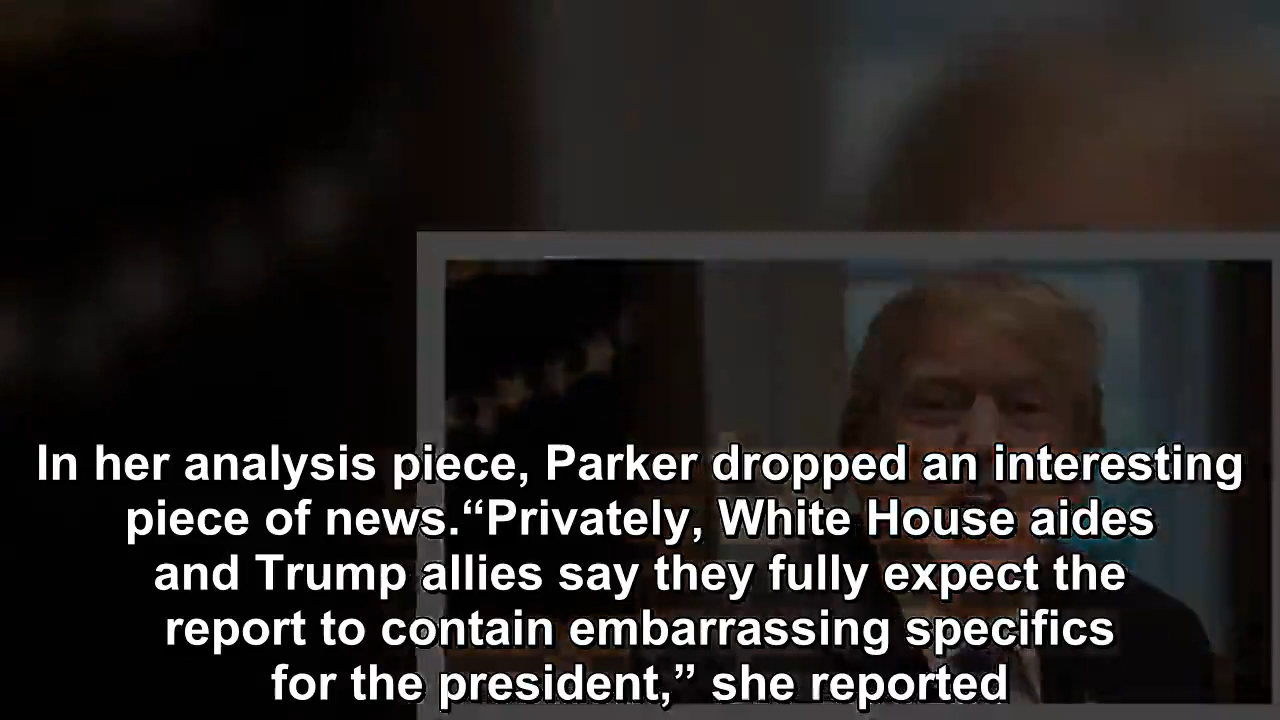 In her analysis piece, Parker dropped an interesting
piece of news.“Privately, White House aides
and Trump allies say they fully expect the
report to contain embarrassing specifics
for the president,” she reported